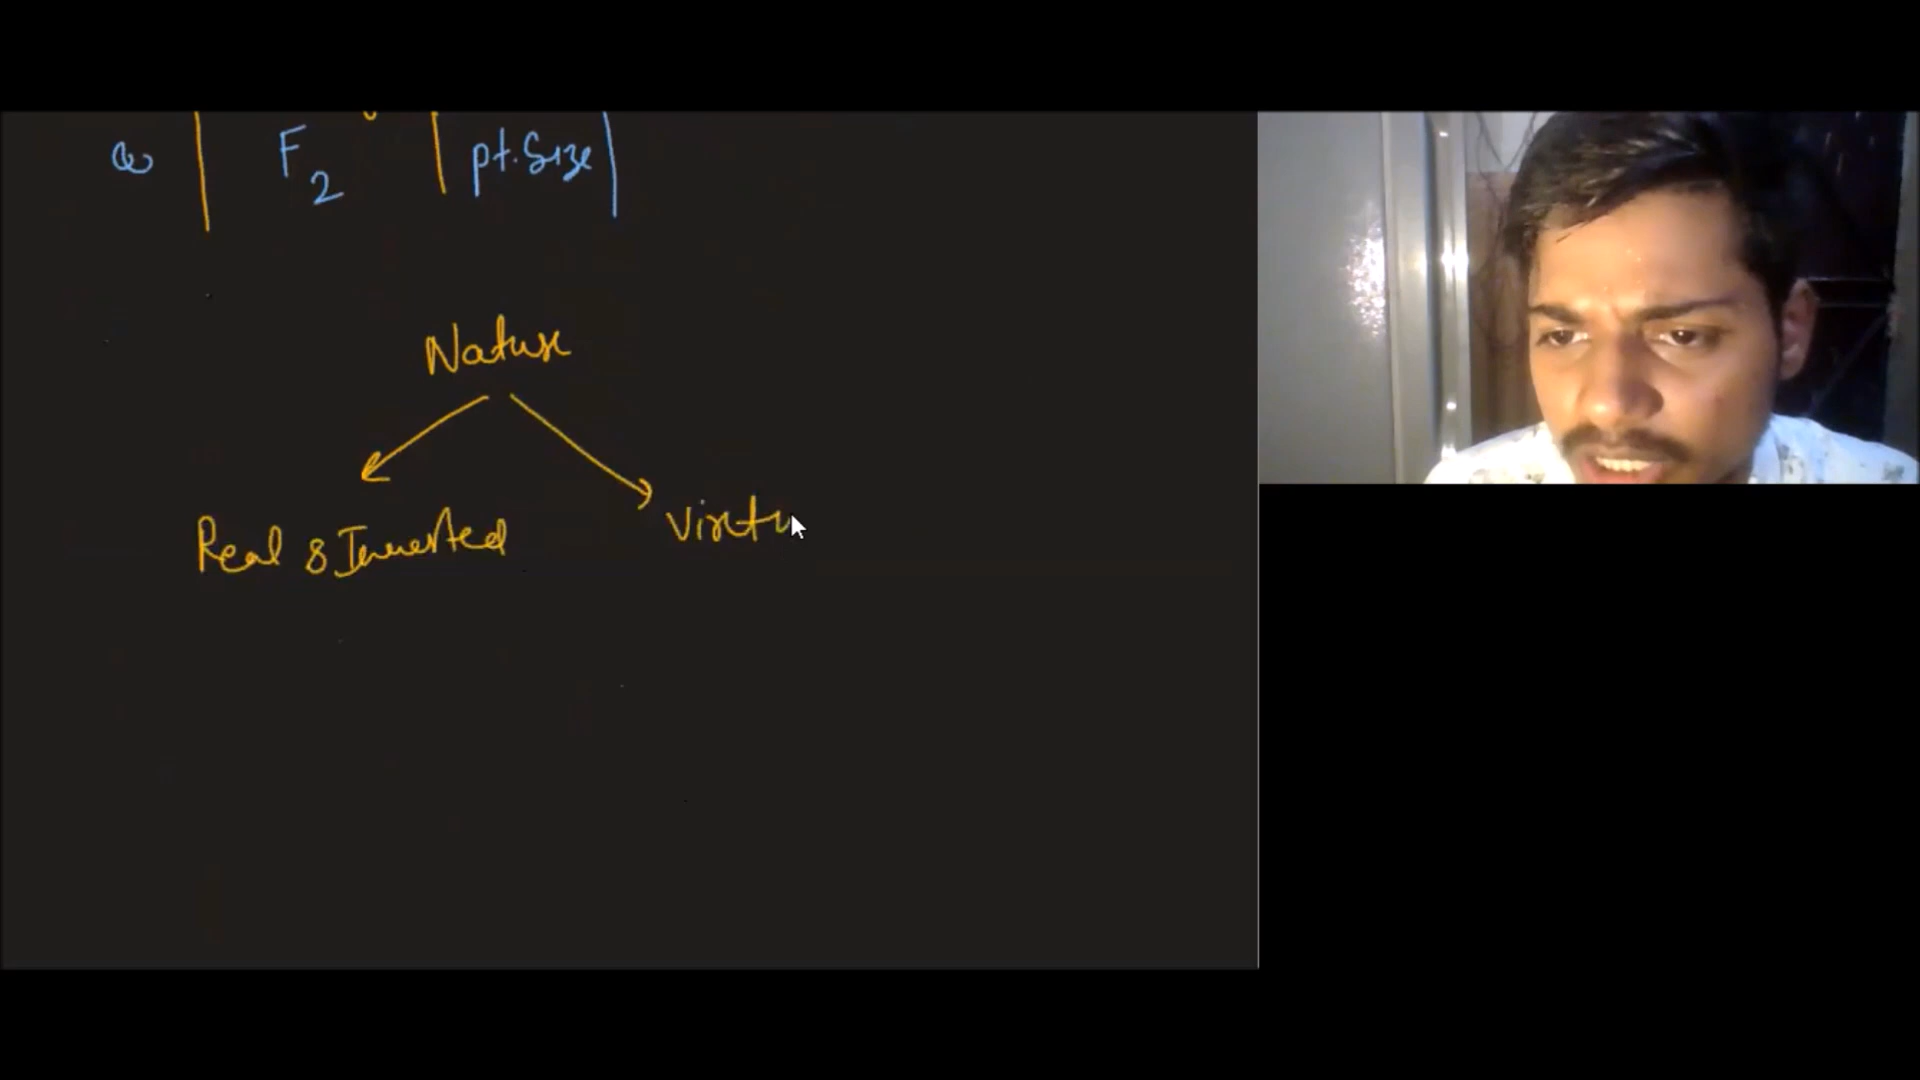 ∞ F2 pt. Size
Nature
Real & Inverted Virtu